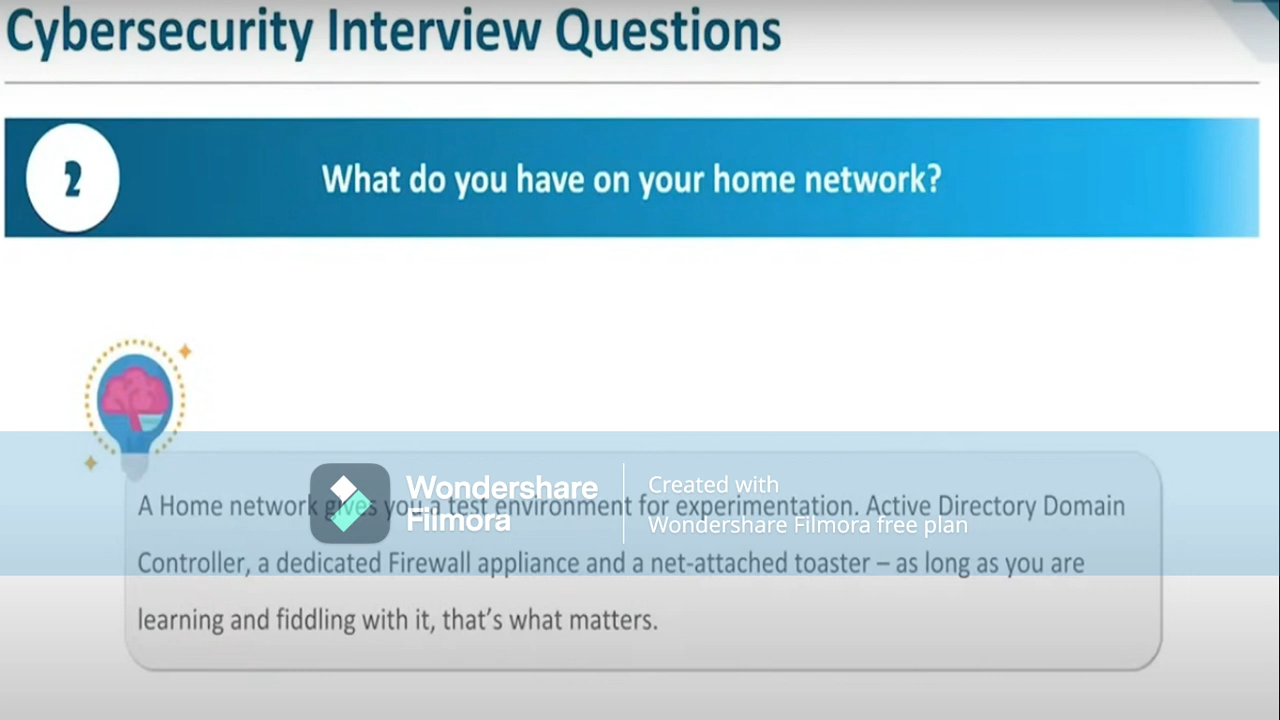 Cybersecurity Interview Questions
2
What do you have on your home network?
A Home network gives you a test environment for experimentation. Active Directory Domain
Controller, a dedicated Firewall appliance and a net-attached toaster – as long as you are
learning and fiddling with it, that’s what matters.
Wondershare
Filmora
Created with
Wondershare Filmora free plan